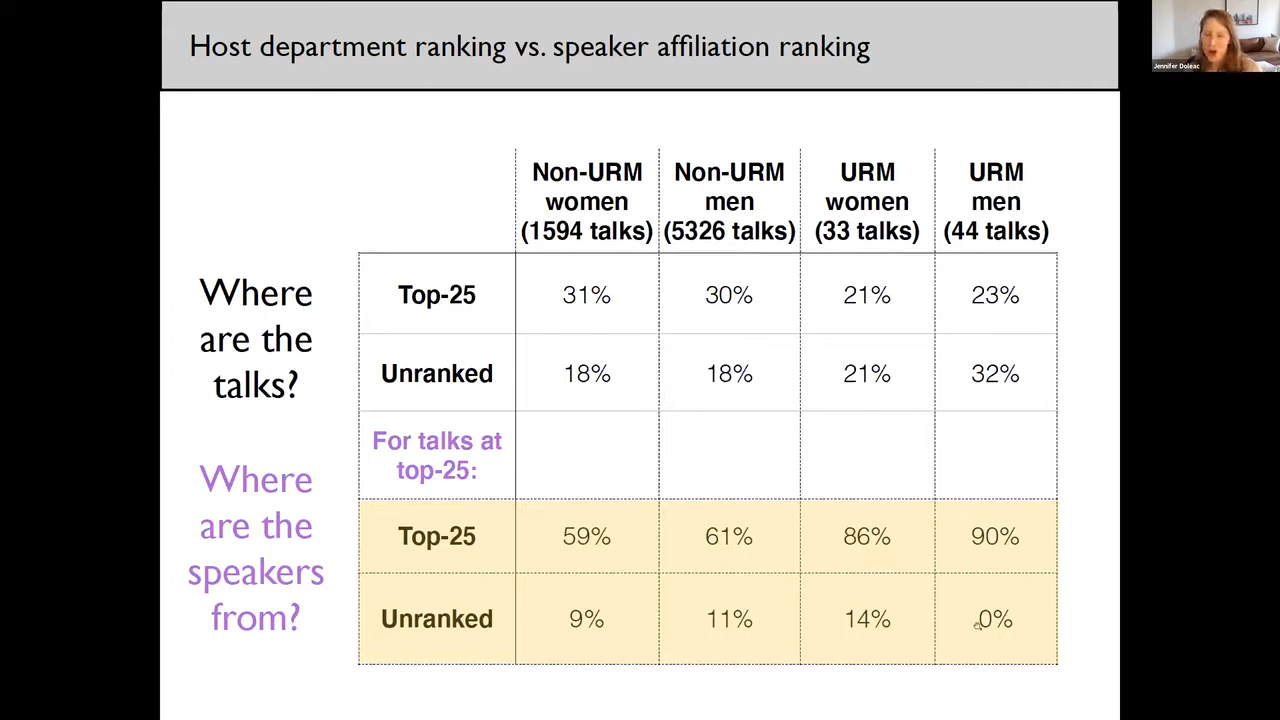 Host department ranking vs. speaker affiliation ranking
Jennifer Doleac
Non-URM
women
(1594 talks)
Non-URM
men
(5326 talks)
URM
women
(33 talks)
URM
men
(44 talks)
Where
are the
talks?
Top-25
31%
30%
21%
23%
Unranked
18%
18%
21%
32%
For talks at
top-25:
Where
are the
speakers
from?
Top-25
59%
61%
86%
90%
Unranked
9%
11%
14%
0%